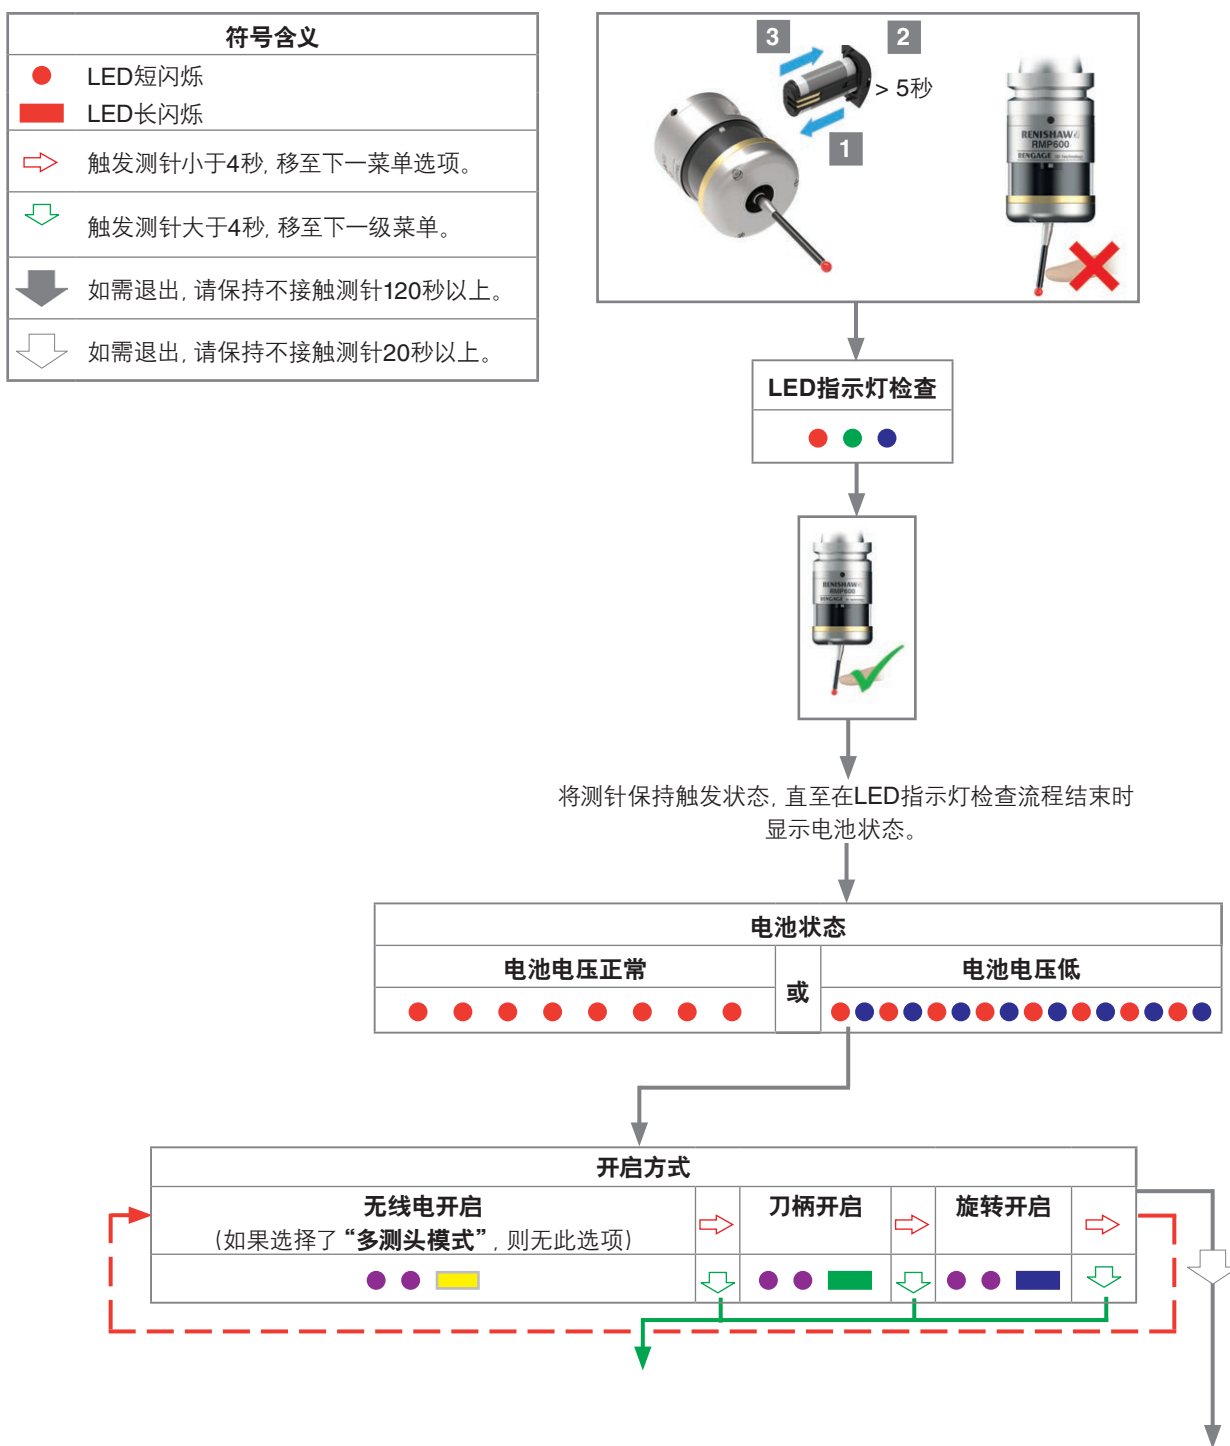 符号含义
LED短闪烁
LED长闪烁
触发测针小于4秒, 移至下一菜单选项。
触发测针大于4秒, 移至下一级菜单。
如需退出, 请保持不接触测针120秒以上。
如需退出, 请保持不接触测针20秒以上。
3
2
> 5秒
1
RENISHAW
RMP600
RENGAGE
LED指示灯检查
RENISHAW
RMP600
RENGAGE
将测针保持触发状态, 直至在LED指示灯检查流程结束时
显示电池状态。
电池状态
电池电压正常
或
电池电压低
开启方式
无线电开启
(如果选择了“多测头模式”, 则无此选项)
刀柄开启
旋转开启